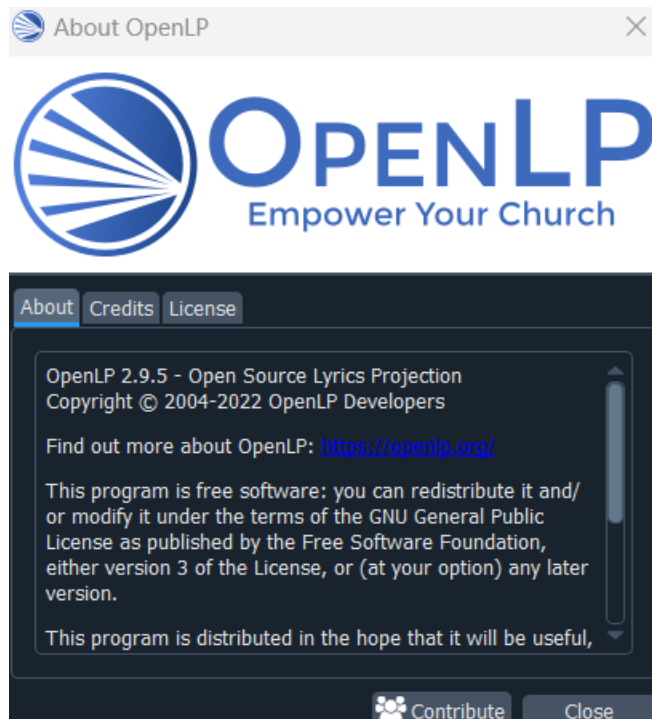 About OpenLP
OPENLP
Empower Your Church
About Credits License
OpenLP 2.9.5 - Open Source Lyrics Projection
Copyright © 2004-2022 OpenLP Developers
Find out more about OpenLP: https://openlp.org/
This program is free software: you can redistribute it and/
or modify it under the terms of the GNU General Public
License as published by the Free Software Foundation,
either version 3 of the License, or (at your option) any later
version.
This program is distributed in the hope that it will be useful,
Contribute Close